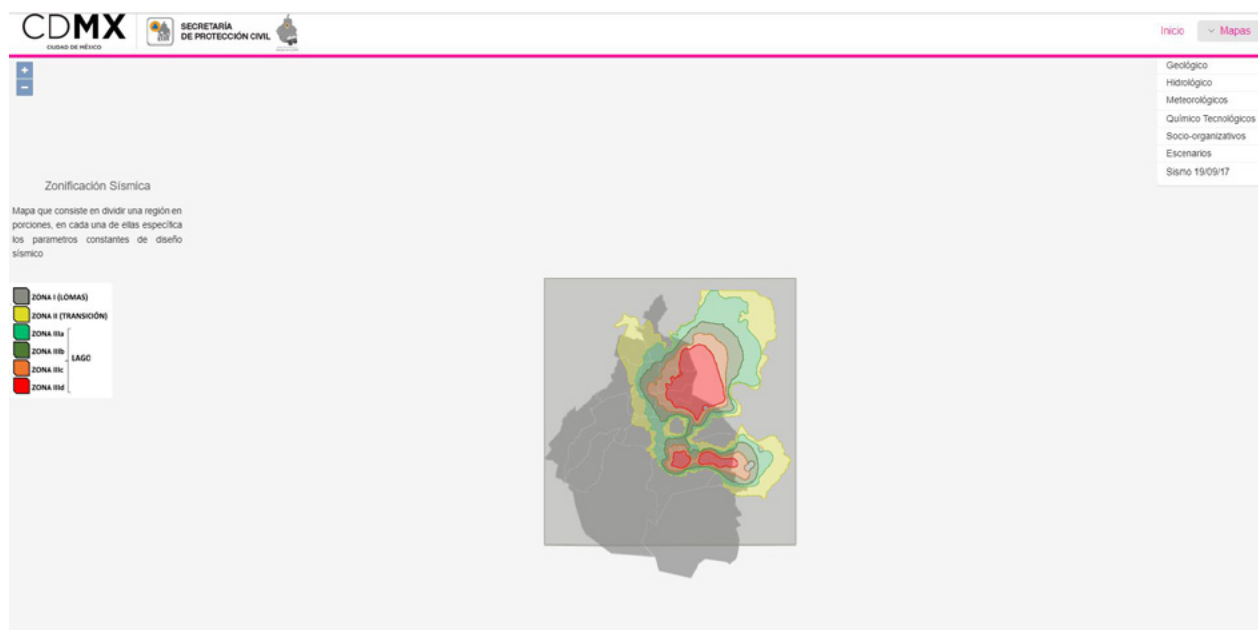 CDMX
CIUDAD DE MÉXICO
SECRETARÍA
DE PROTECCIÓN CIVIL
Inicio
Mapas
+
−
Geológico
Hidrológico
Meteorológicos
Químico Tecnológicos
Socio-organizativos
Escenarios
Sismo 19/09/17
Zonificación Sísmica
Mapa que consiste en dividir una región en
porciones, en cada una de ellas especifíca
los parametros constantes de diseño
sísmico
ZONA I (LOMAS)
ZONA II (TRANSICIÓN)
ZONA IIIa
ZONA IIIb
LAGO
ZONA IIIc
ZONA IIId